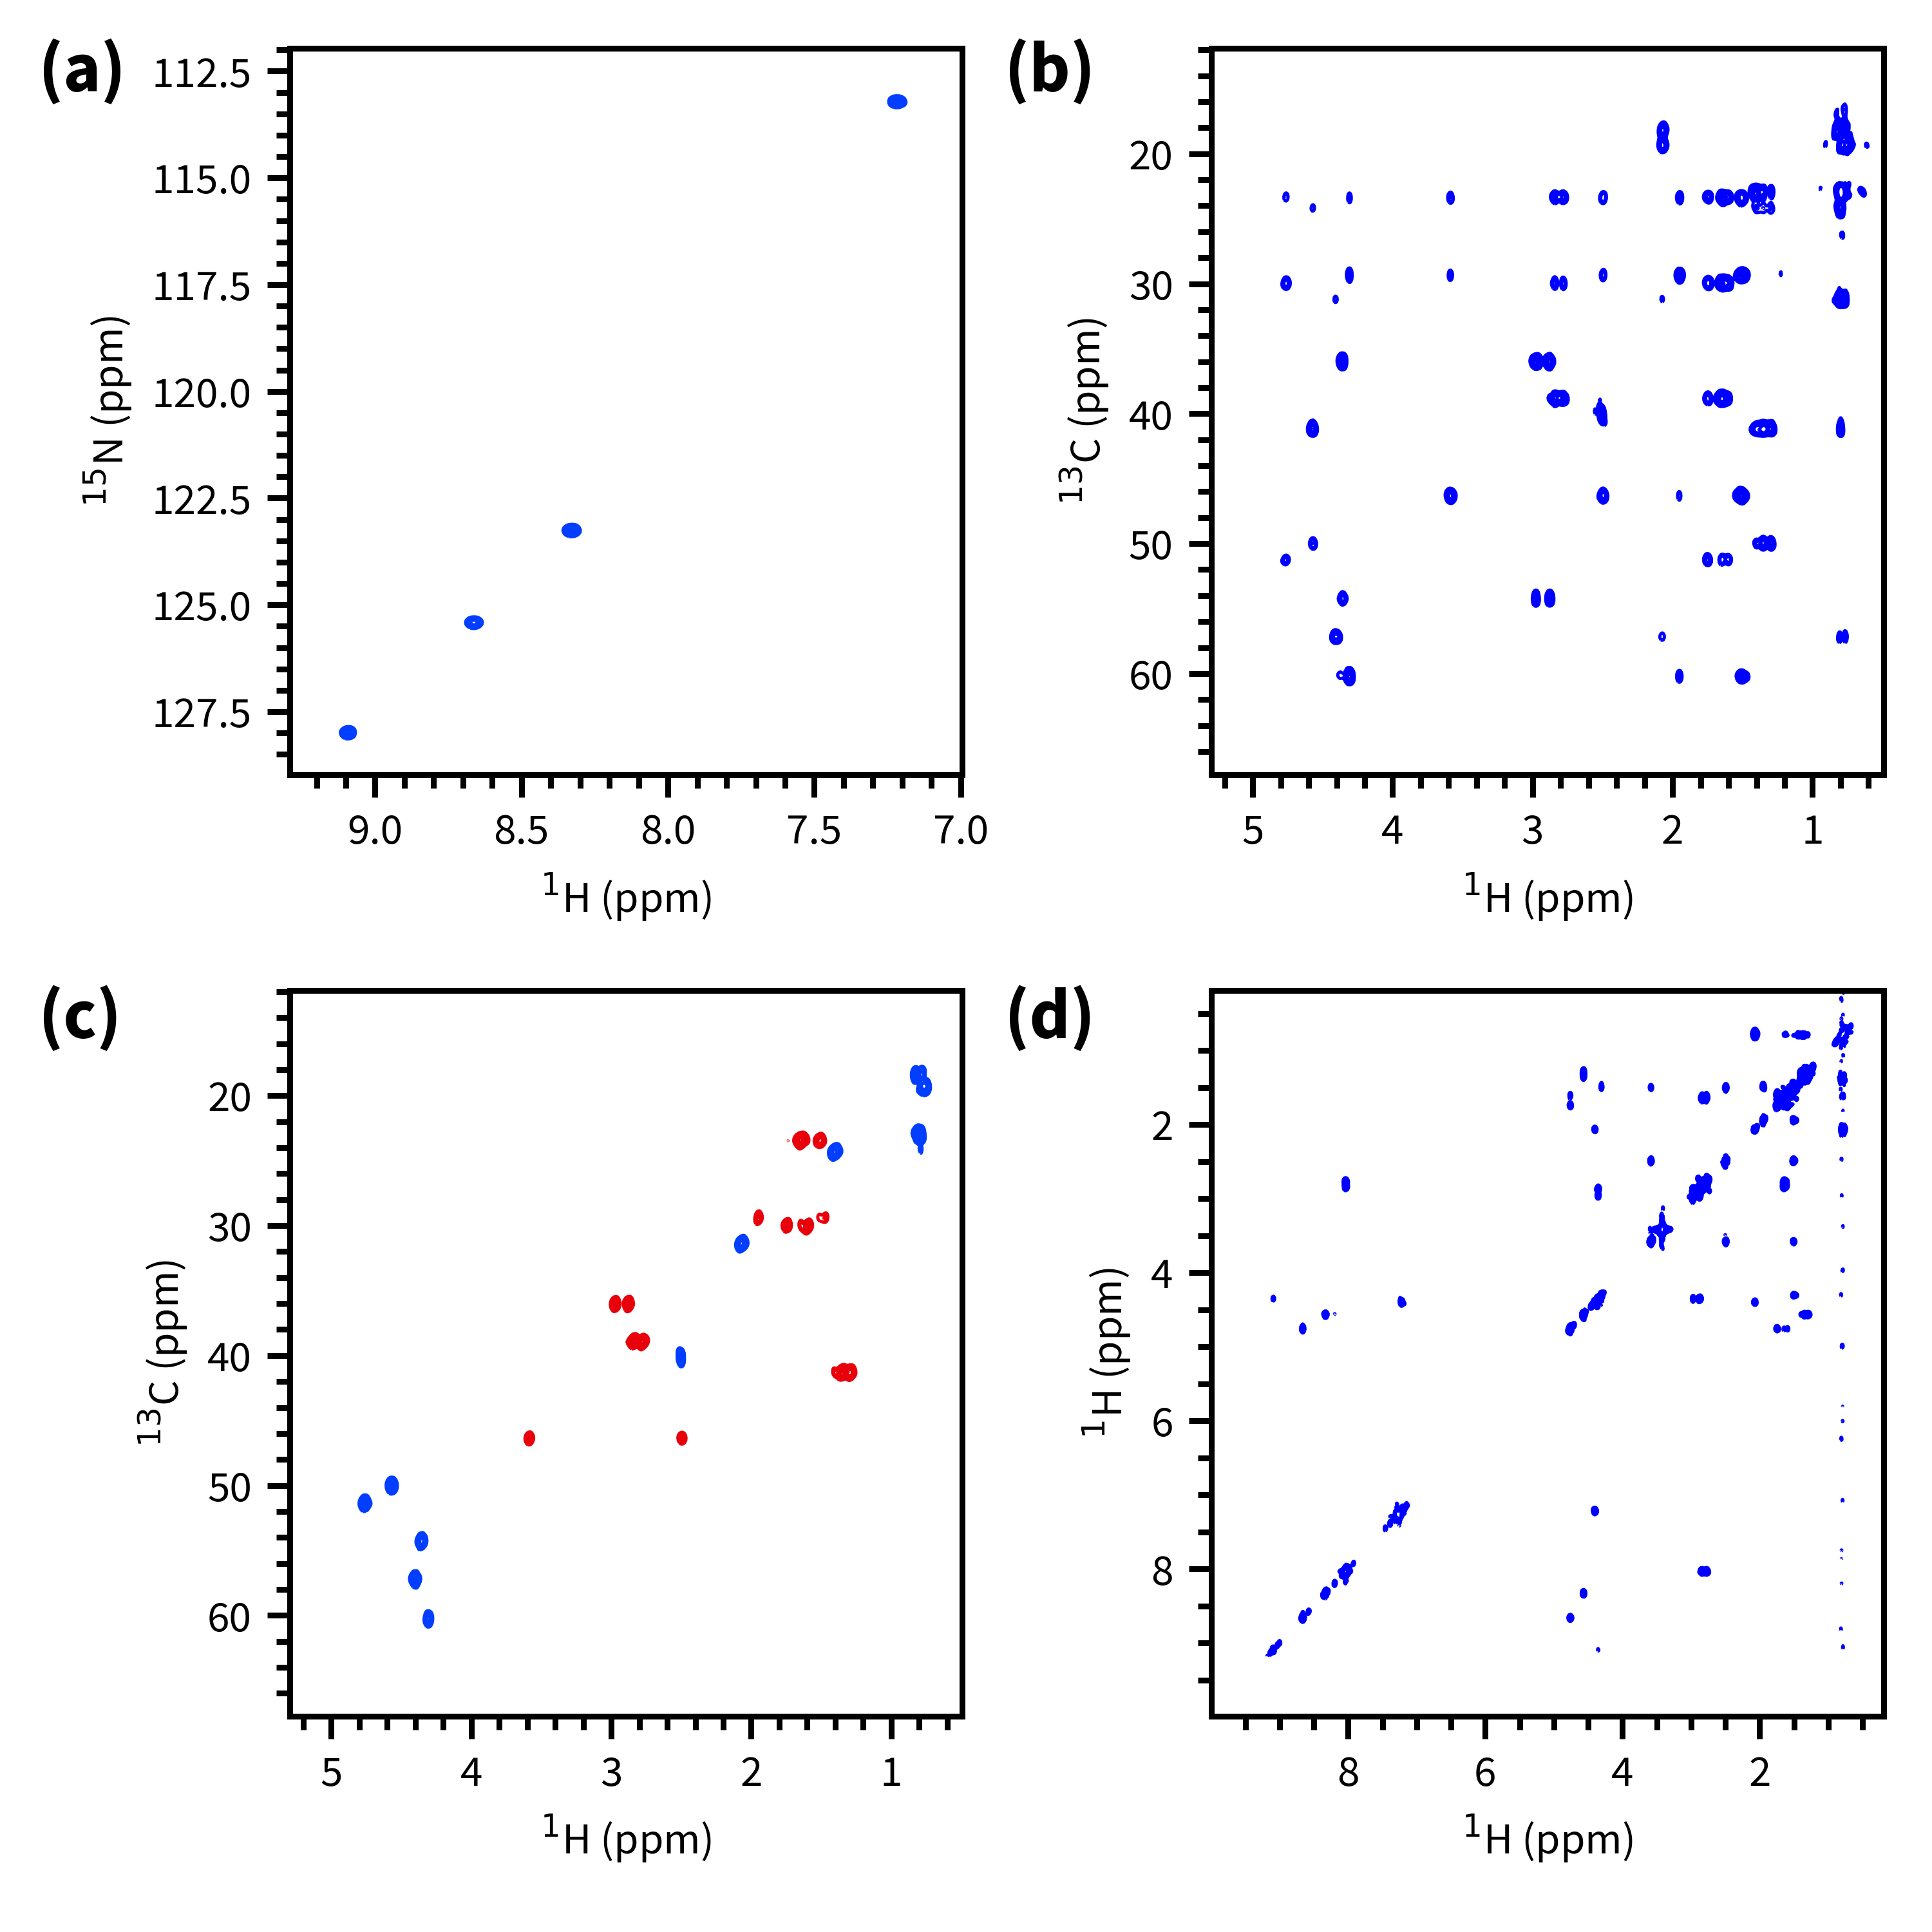 (a)
112.5
115.0
117.5
120.0
122.5
125.0
127.5
15N (ppm)
9.0 8.5 8.0 7.5 7.0
1H (ppm)
(b)
20
30
40
50
60
13C (ppm)
5 4 3 2 1
1H (ppm)
(c)
20
30
40
50
60
13C (ppm)
5 4 3 2 1
1H (ppm)
(d)
2
4
6
8
1H (ppm)
8 6 4 2
1H (ppm)